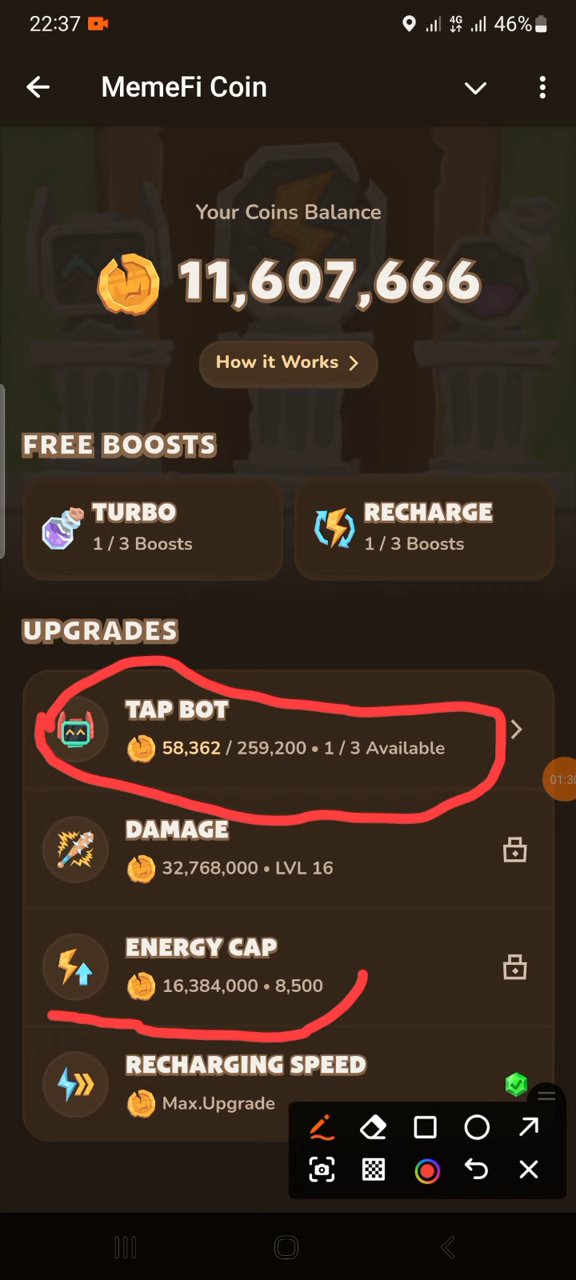 22:37 4G 46%
MemeFi Coin
Your Coins Balance
11,607,666
How it Works
FREE BOOSTS
TURBO
1 / 3 Boosts
RECHARGE
1 / 3 Boosts
UPGRADES
TAP BOT
58,362 / 259,200 • 1 / 3 Available
DAMAGE
32,768,000 • LVL 16
ENERGY CAP
16,384,000 • 8,500
RECHARGING SPEED
Max.Upgrade